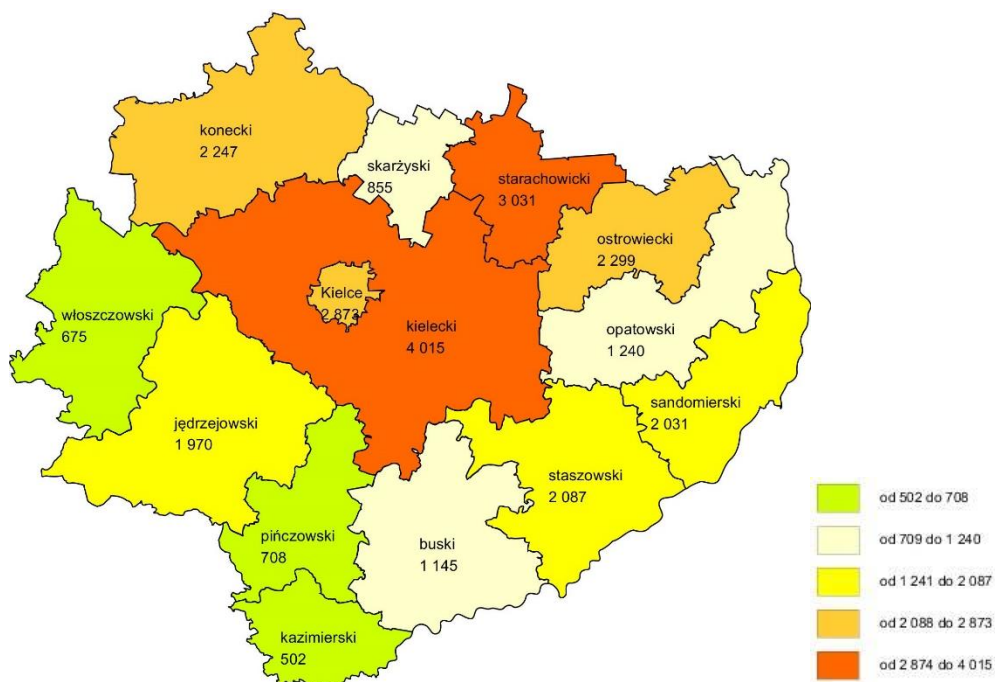 konecki
2 247
skarżyski
855
starachowicki
3 031
ostrowiecki
2 299
Kielce
2 873
włoszczowski
675
kielecki
4 015
opatowski
1 240
sandomierski
2 031
jędrzejowski
1 970
staszowski
2 087
pińczowski
708
buski
1 145
kazimierski
502
od 502 do 708
od 709 do 1 240
od 1 241 do 2 087
od 2 088 do 2 873
od 2 874 do 4 015